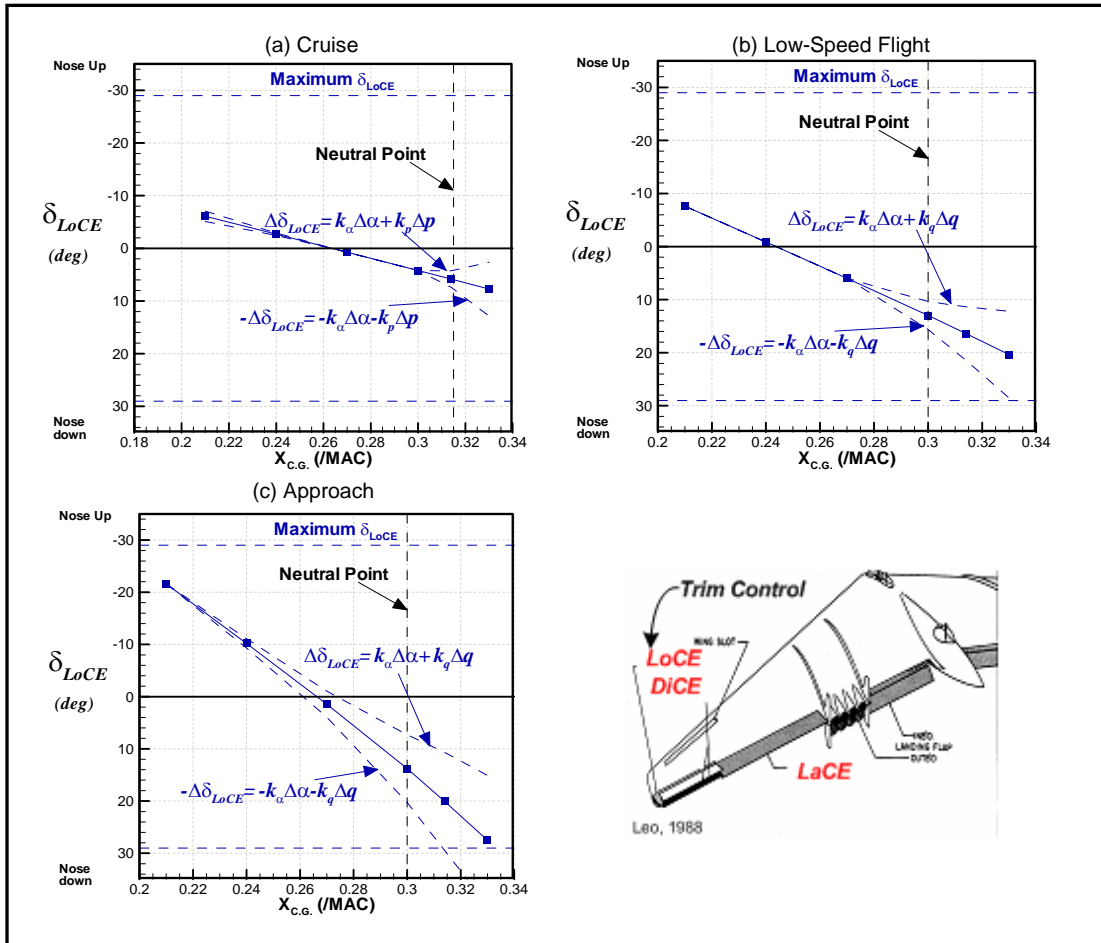 (a) Cruise
Nose Up
Maximum δLoCE
-30
-20
-10
0
10
20
30
Neutral Point
δLoCE
(deg)
ΔδLoCE= kαΔα+ kpΔp
-ΔδLoCE= -kαΔα-kpΔp
Nose
down
0.18 0.2 0.22 0.24 0.26 0.28 0.3 0.32 0.34
XC.G. (/MAC)
(b) Low-Speed Flight
Nose Up
Maximum δLoCE
-30
-20
-10
0
10
20
30
Neutral Point
δLoCE
(deg)
ΔδLoCE= kαΔα+ kqΔq
-ΔδLoCE= -kαΔα-kqΔq
Nose
down
0.2 0.22 0.24 0.26 0.28 0.3 0.32 0.34
XC.G. (/MAC)
(c) Approach
Nose Up
Maximum δLoCE
-30
-20
-10
0
10
20
30
Neutral Point
δLoCE
(deg)
ΔδLoCE= kαΔα+ kqΔq
-ΔδLoCE= -kαΔα-kqΔq
Nose
down
0.2 0.22 0.24 0.26 0.28 0.3 0.32 0.34
XC.G. (/MAC)
Trim Control
WING SLOT
LoCE
DiCE
INBD
LANDING FLAP
OUTBD
LaCE
Leo, 1988